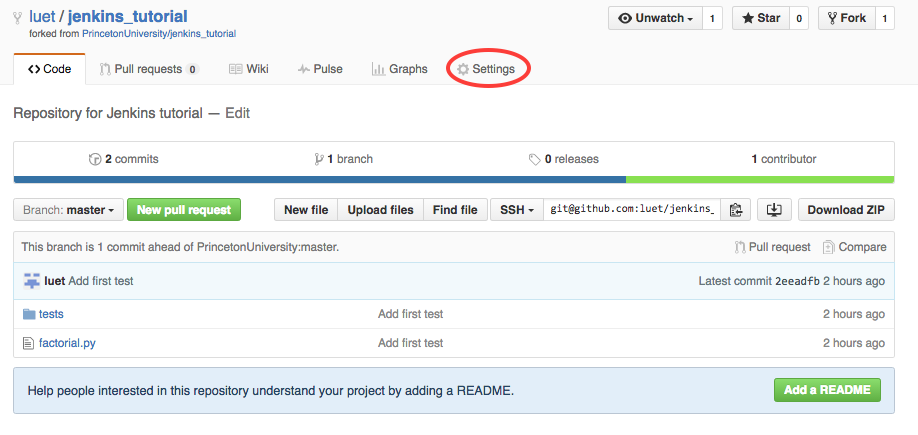 luet / jenkins_tutorial
Unwatch 1 Star 0 Fork 1
forked from PrincetonUniversity/jenkins_tutorial
Code Pull requests 0 Wiki Pulse Graphs Settings
Repository for Jenkins tutorial — Edit
2 commits 1 branch 0 releases 1 contributor
Branch: master New pull request New file Upload files Find file SSH git@github.com:luet/jenkins_ Download ZIP
This branch is 1 commit ahead of PrincetonUniversity:master. Pull request Compare
luet Add first test Latest commit 2eeadfb 2 hours ago
tests Add first test 2 hours ago
factorial.py Add first test 2 hours ago
Help people interested in this repository understand your project by adding a README. Add a README